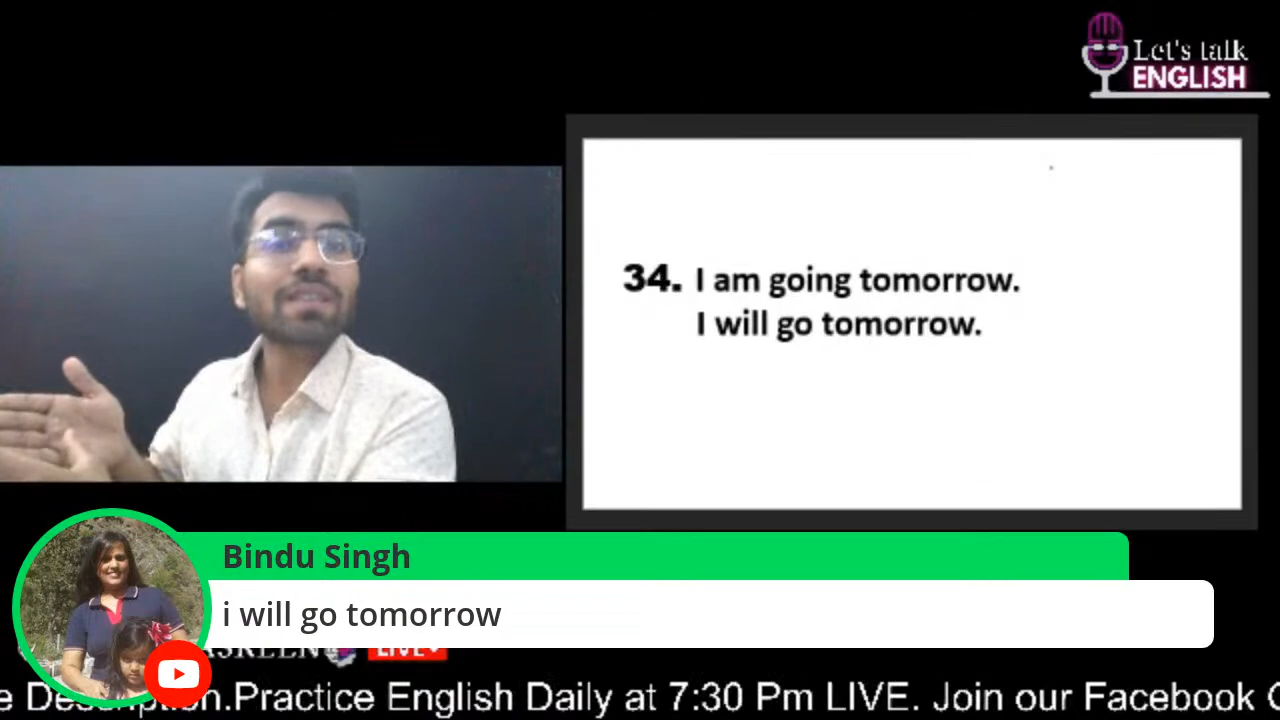 Let's talk
ENGLISH
34. I am going tomorrow.
I will go tomorrow.
Bindu Singh
i will go tomorrow
LIVE
.Practice English Daily at 7:30 Pm LIVE. Join our Facebook